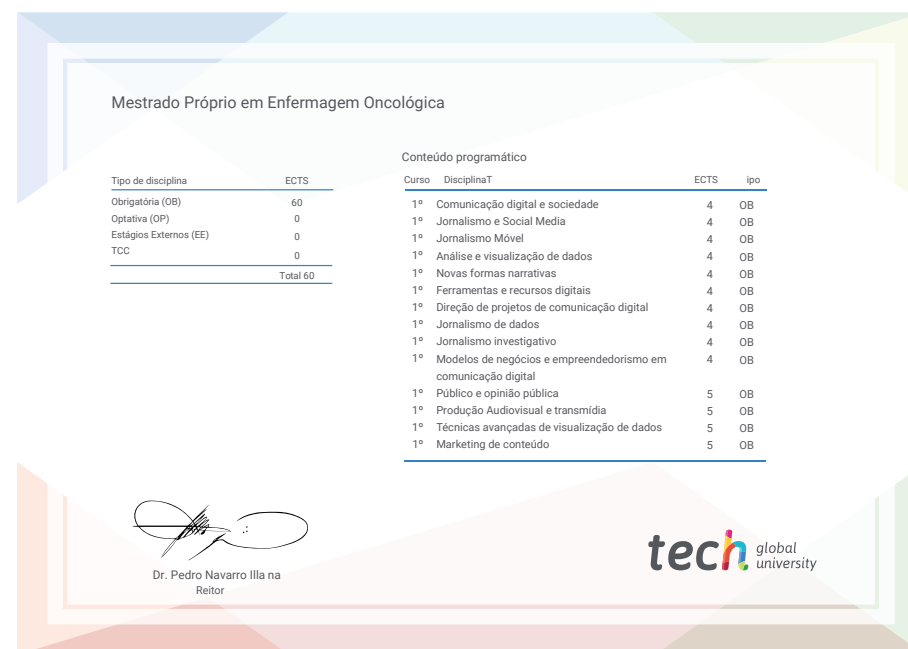 Mestrado Próprio em Enfermagem Oncológica
Tipo de disciplina ECTS
Obrigatória (OB) 60
Optativa (OP) 0
Estágios Externos (EE) 0
TCC 0
Total 60
Conteúdo programático
Curso DisciplinaT ECTS ipo
1º Comunicação digital e sociedade 4 OB
1º Jornalismo e Social Media 4 OB
1º Jornalismo Móvel 4 OB
1º Análise e visualização de dados 4 OB
1º Novas formas narrativas 4 OB
1º Ferramentas e recursos digitais 4 OB
1º Direção de projetos de comunicação digital 4 OB
1º Jornalismo de dados 4 OB
1º Jornalismo investigativo 4 OB
1º Modelos de negócios e empreendedorismo em 4 OB
comunicação digital
1º Público e opinião pública 5 OB
1º Produção Audiovisual e transmídia 5 OB
1º Técnicas avançadas de visualização de dados 5 OB
1º Marketing de conteúdo 5 OB
Dr. Pedro Navarro Illa na
Reitor
tech global
university